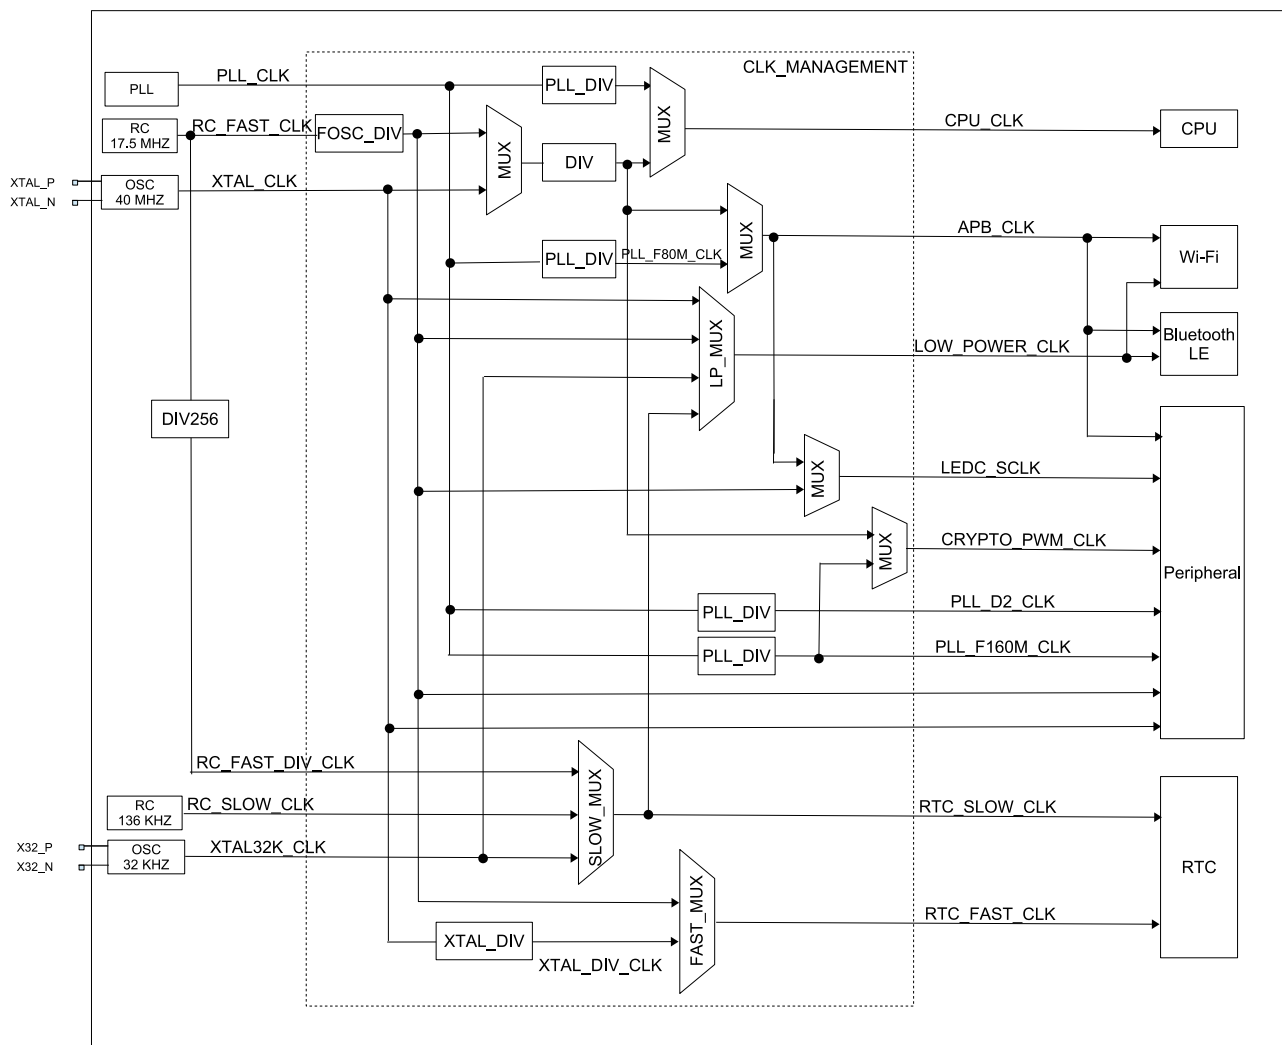 CLK_MANAGEMENT
PLL
PLL_CLK
PLL_DIV
MUX
CPU_CLK
CPU
RC
17.5 MHZ
RC_FAST_CLK
FOSC_DIV
MUX
DIV
XTAL_P
XTAL_N
OSC
40 MHZ
XTAL_CLK
MUX
APB_CLK
Wi-Fi
PLL_DIV
PLL_F80M_CLK
LP_MUX
LOW_POWER_CLK
Bluetooth
LE
DIV256
MUX
LEDC_SCLK
MUX
CRYPTO_PWM_CLK
Peripheral
PLL_DIV
PLL_D2_CLK
PLL_DIV
PLL_F160M_CLK
RC_FAST_DIV_CLK
RC
136 KHZ
RC_SLOW_CLK
SLOW_MUX
RTC_SLOW_CLK
X32_P
X32_N
OSC
32 KHZ
XTAL32K_CLK
RTC
FAST_MUX
RTC_FAST_CLK
XTAL_DIV
XTAL_DIV_CLK